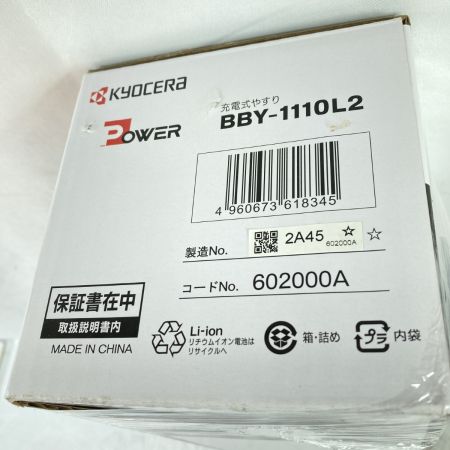 KYOCERA
POWER
充電式やすり
BBY-1110L2
4 960673 618345
製造No. 2A45 ☆ ☆
602000A
コードNo. 602000A
保証書在中
取扱説明書内
MADE IN CHINA
Li-ion
リチウムイオン電池は
リサイクルへ
箱・詰め
プラ 内袋